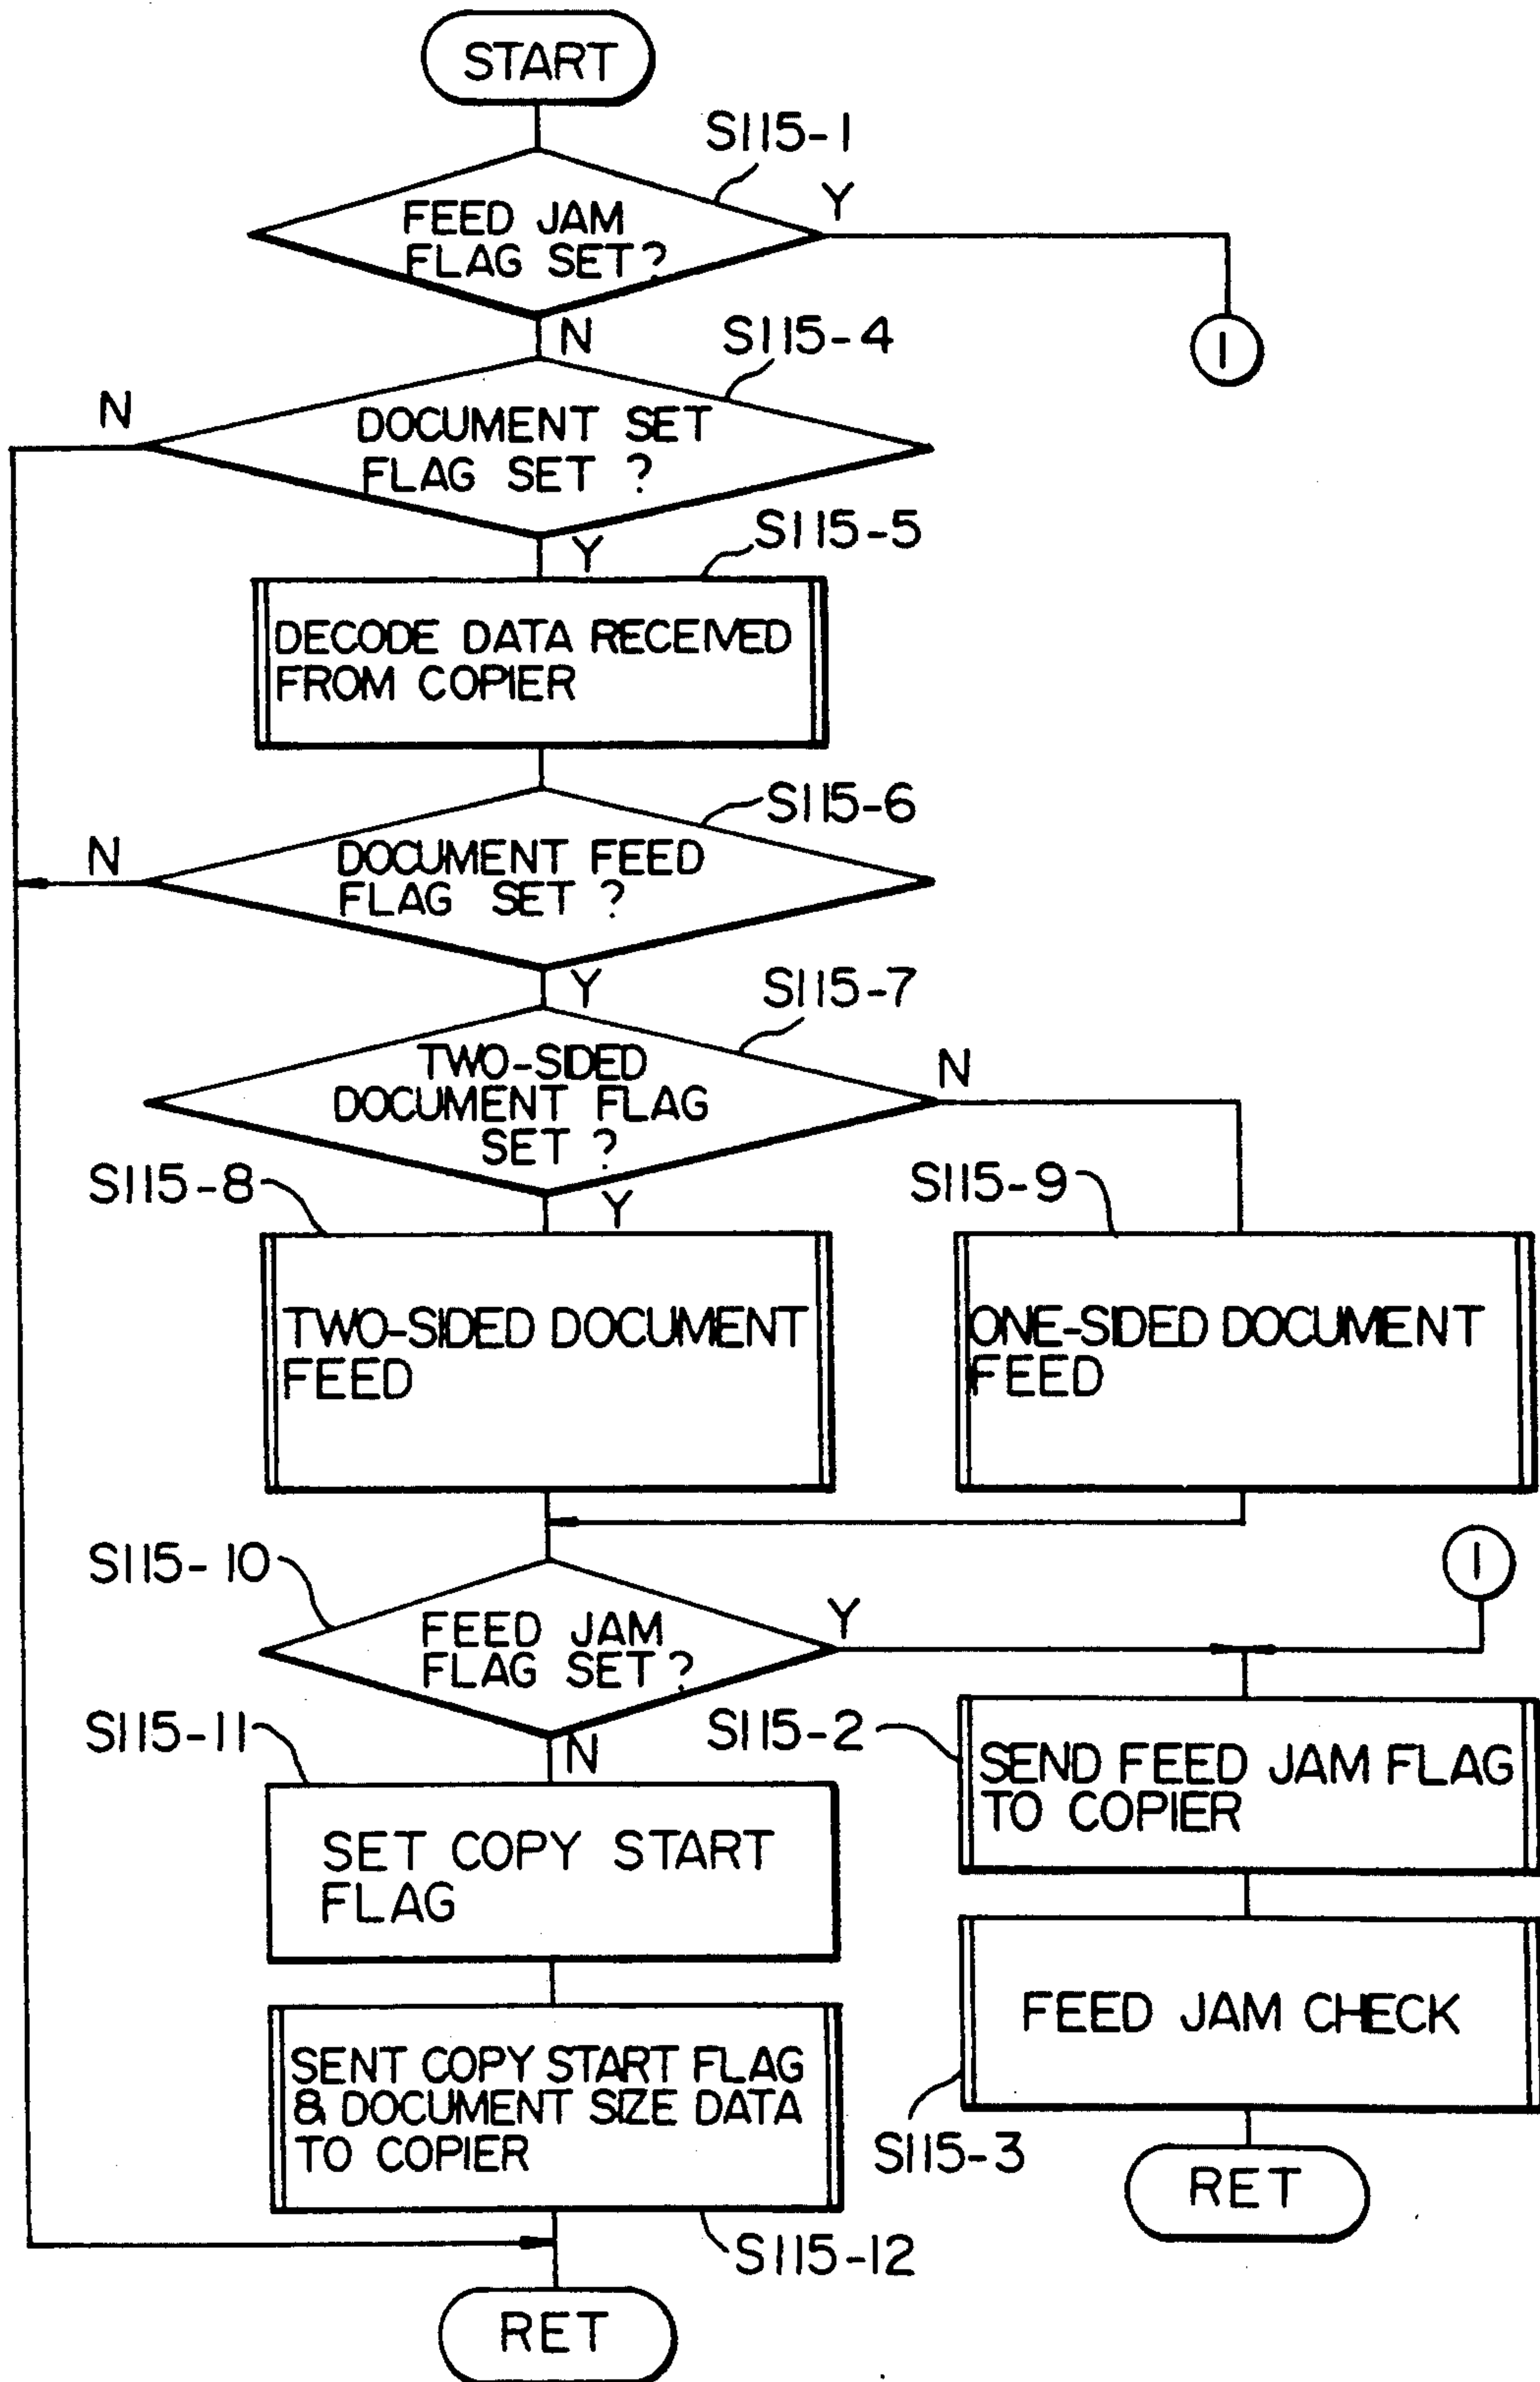 START
S115-1
FEED JAM
FLAG SET?
Y
1
N
S115-4
N
DOCUMENT SET
FLAG SET ?
S115-5
Y
DECODE DATA RECEIVED
FROM COPIER
S115-6
N
DOCUMENT FEED
FLAG SET ?
Y
S115-7
TWO-SIDED
DOCUMENT FLAG
SET ?
N
S115-8
Y
S115-9
TWO-SIDED DOCUMENT
FEED
ONE-SIDED DOCUMENT
FEED
S115-10
1
FEED JAM
FLAG SET?
Y
S115-11
N
S115-2
SEND FEED JAM FLAG
TO COPIER
SET COPY START
FLAG
FEED JAM CHECK
SENT COPY START FLAG
& DOCUMENT SIZE DATA
TO COPIER
S115-3
RET
S115-12
RET